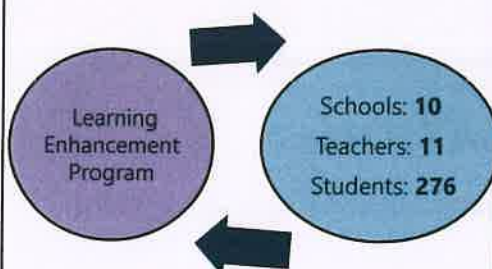 Learning
Enhancement
Program
Schools: 10
Teachers: 11
Students: 276